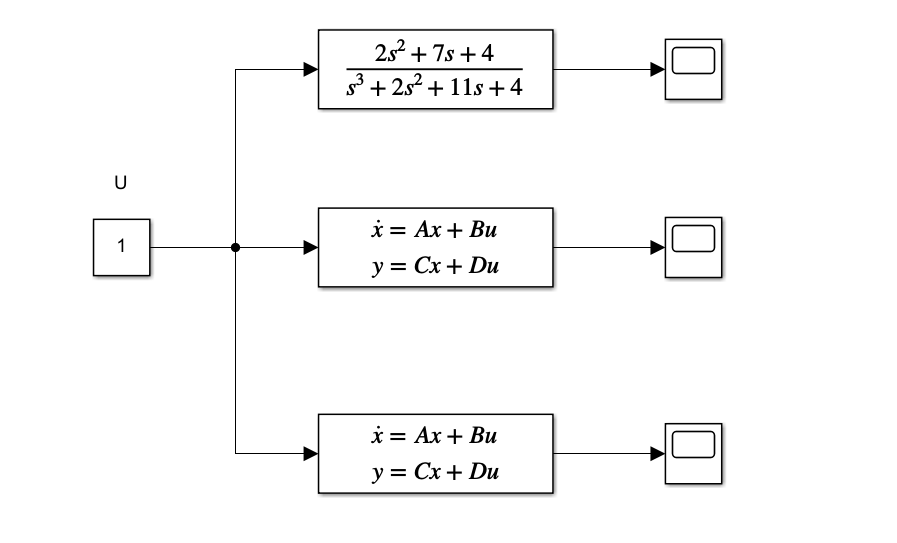 2s² + 7s + 4
s³ + 2s² + 11s + 4
U
1
ẋ = Ax + Bu
y = Cx + Du
ẋ = Ax + Bu
y = Cx + Du